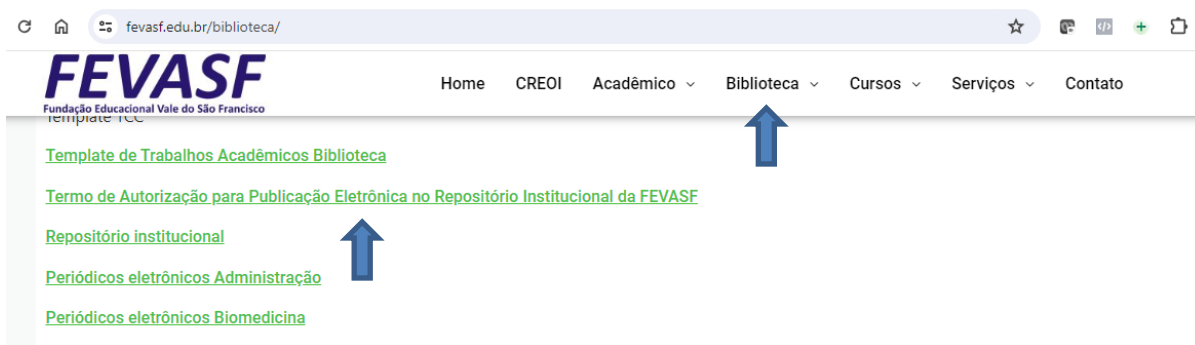 fevasf.edu.br/biblioteca/
FEVASF
Fundação Educacional Vale do São Francisco
Home CREOI Acadêmico Biblioteca Cursos Serviços Contato
Template TCC
Template de Trabalhos Acadêmicos Biblioteca
Termo de Autorização para Publicação Eletrônica no Repositório Institucional da FEVASF
Repositório institucional
Periódicos eletrônicos Administração
Periódicos eletrônicos Biomedicina